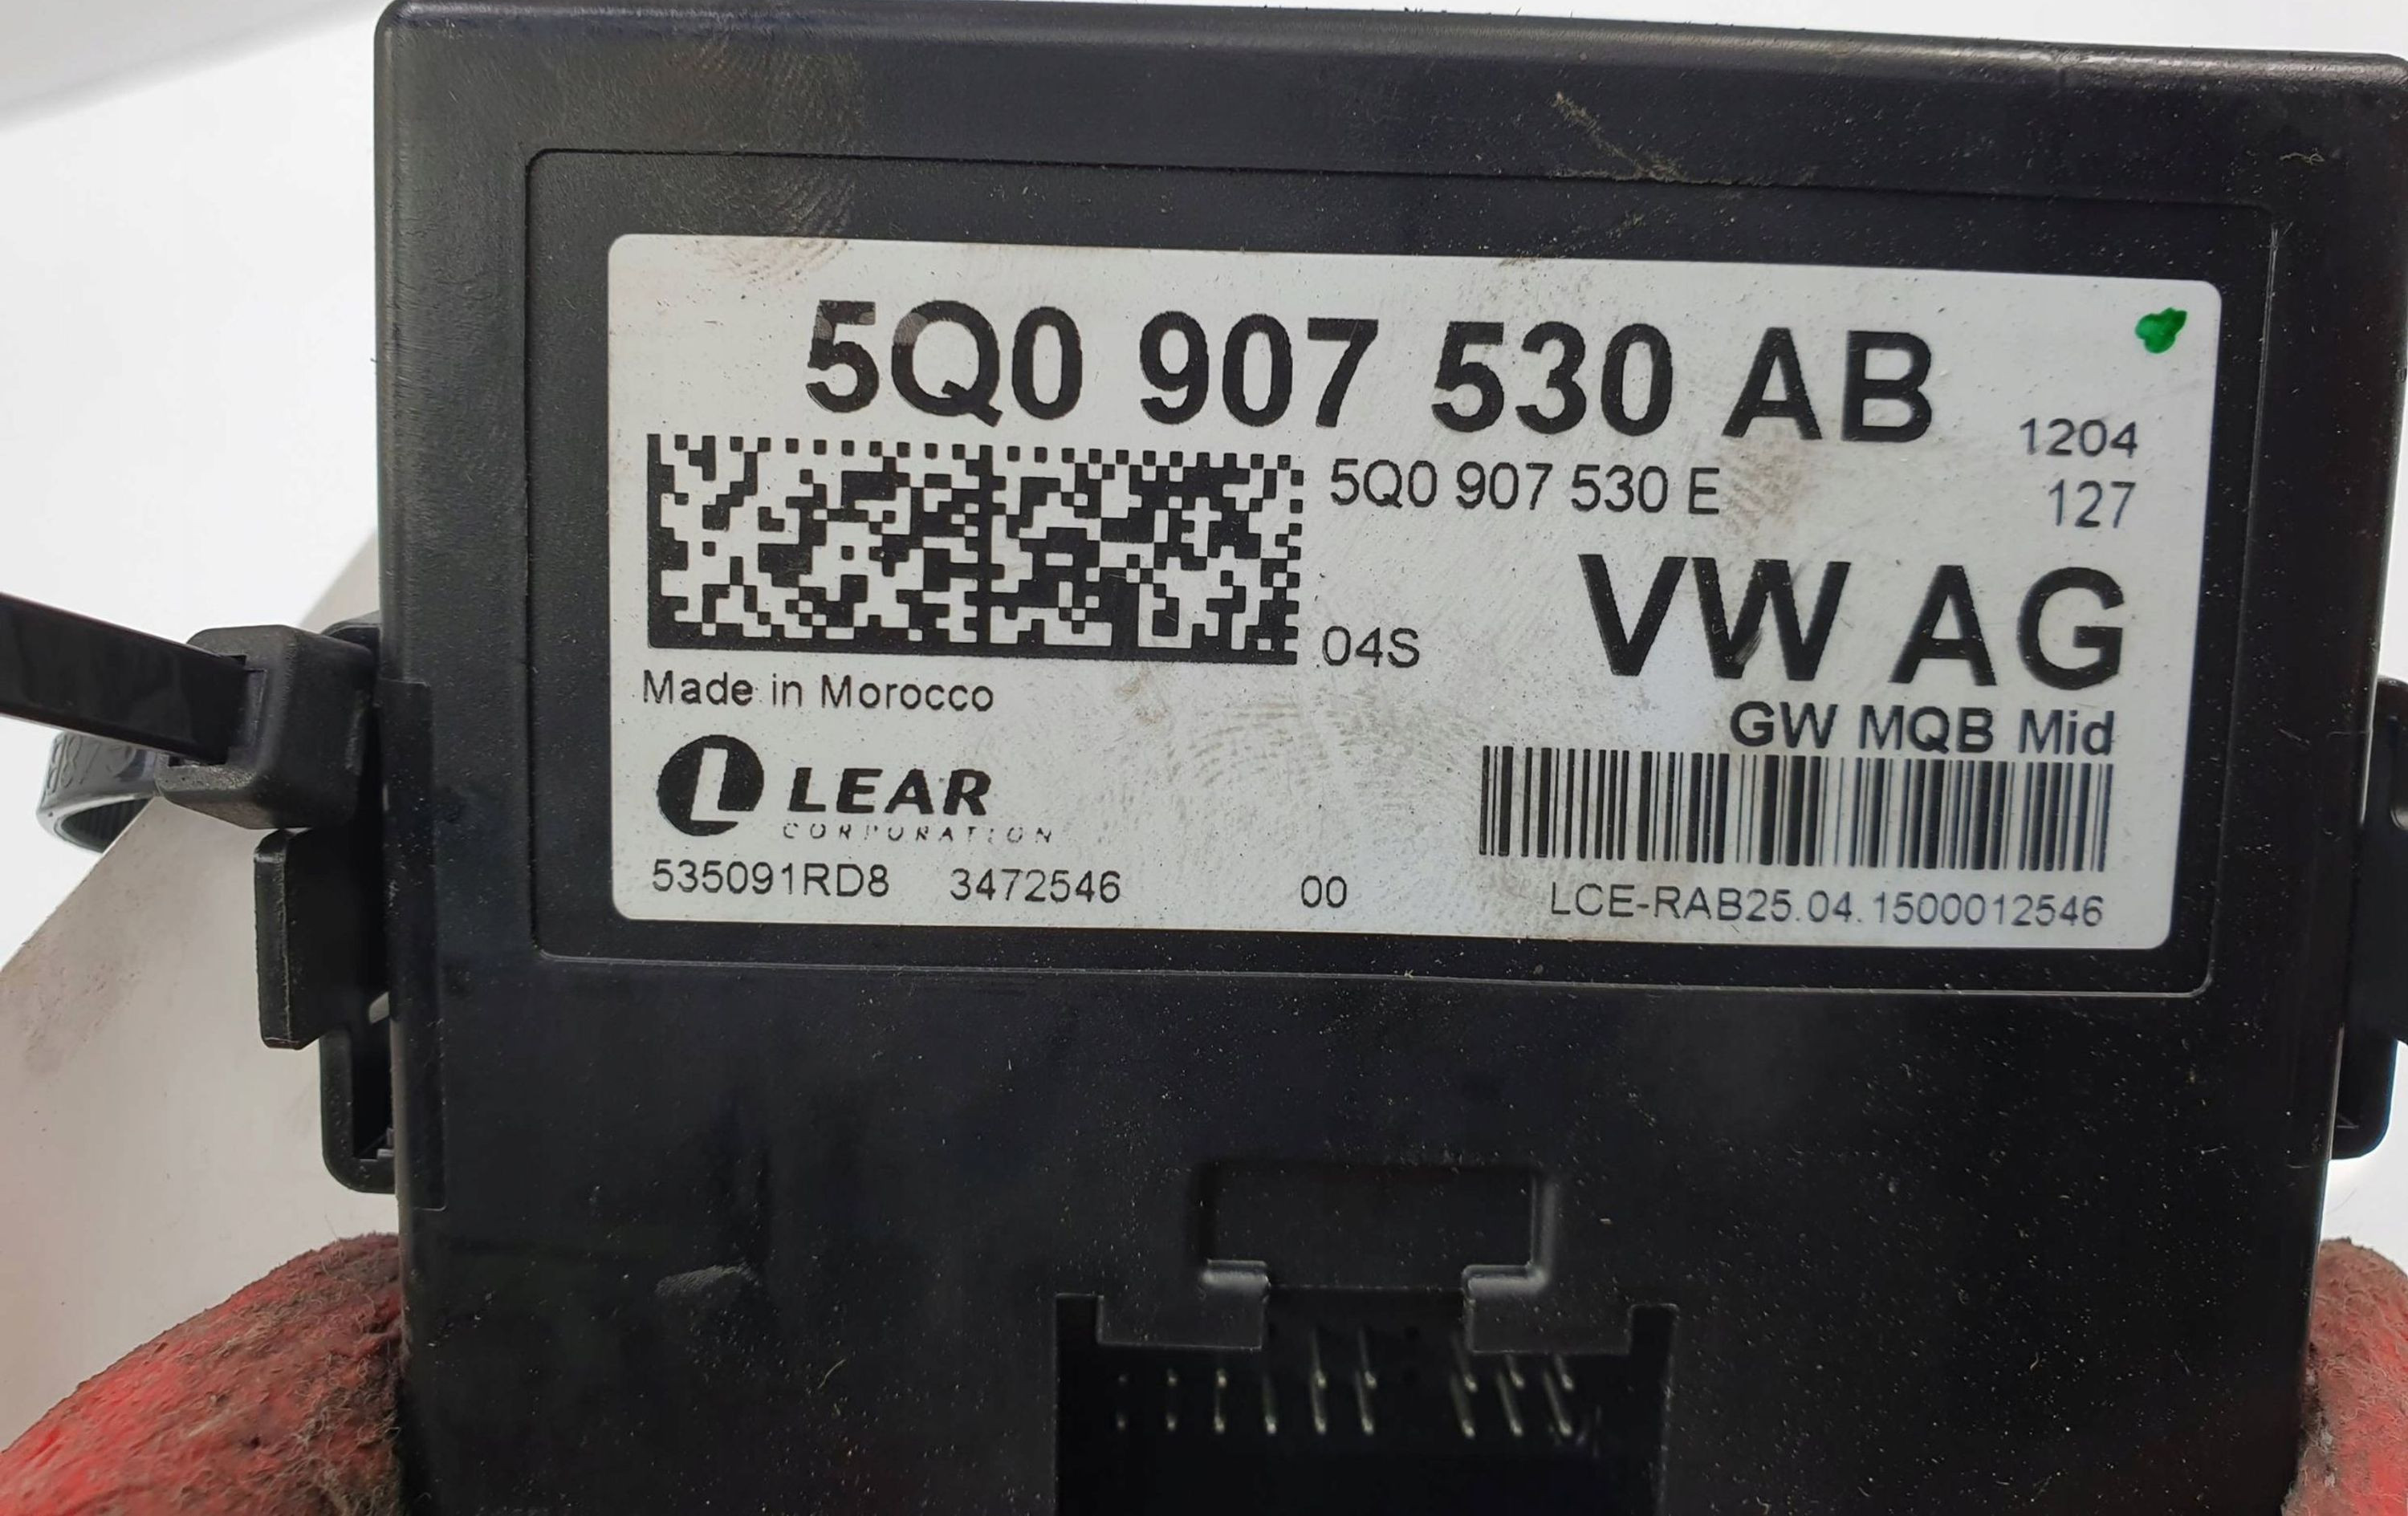 5Q0 907 530 AB
1204
5Q0 907 530 E
127
04S
VW AG
Made in Morocco
GW MQB Mid
LEAR
CORPORATION
535091RD8 3472546 00
LCE-RAB25.04.1500012546